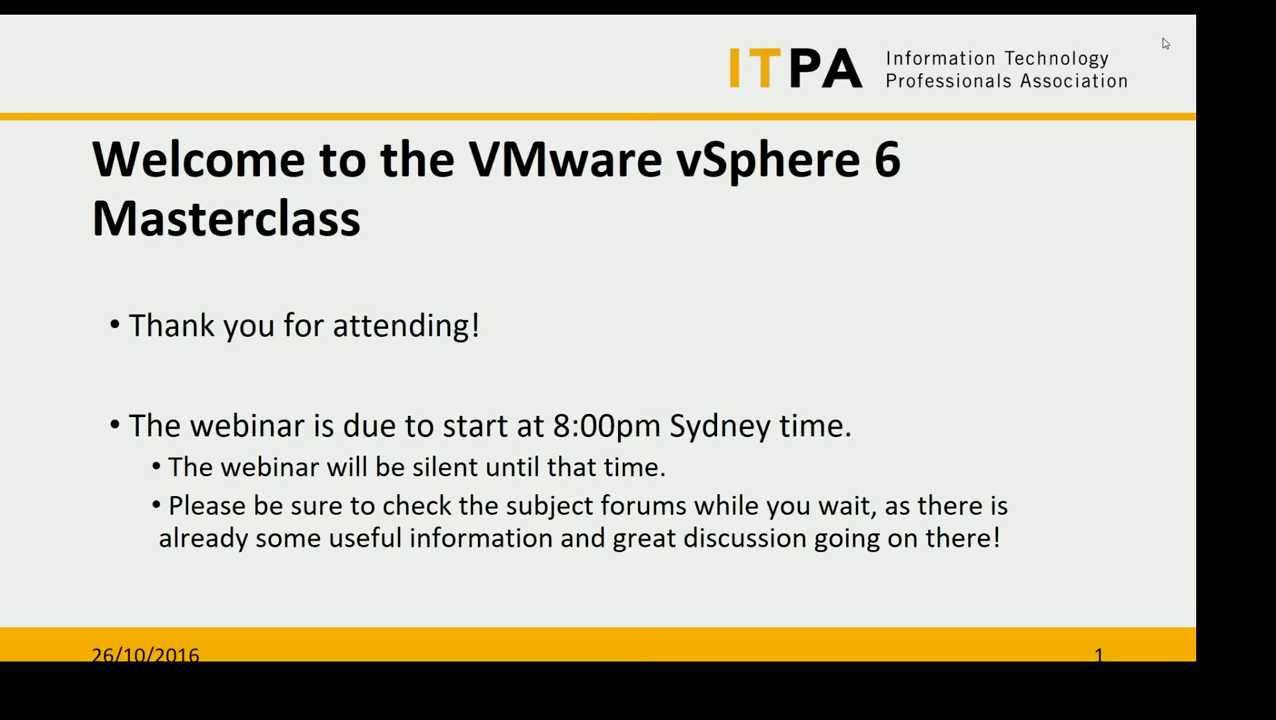 ITPA Information Technology
Professionals Association
Welcome to the VMware vSphere 6
Masterclass
• Thank you for attending!
• The webinar is due to start at 8:00pm Sydney time.
• The webinar will be silent until that time.
• Please be sure to check the subject forums while you wait, as there is
already some useful information and great discussion going on there!
26/10/2016
1